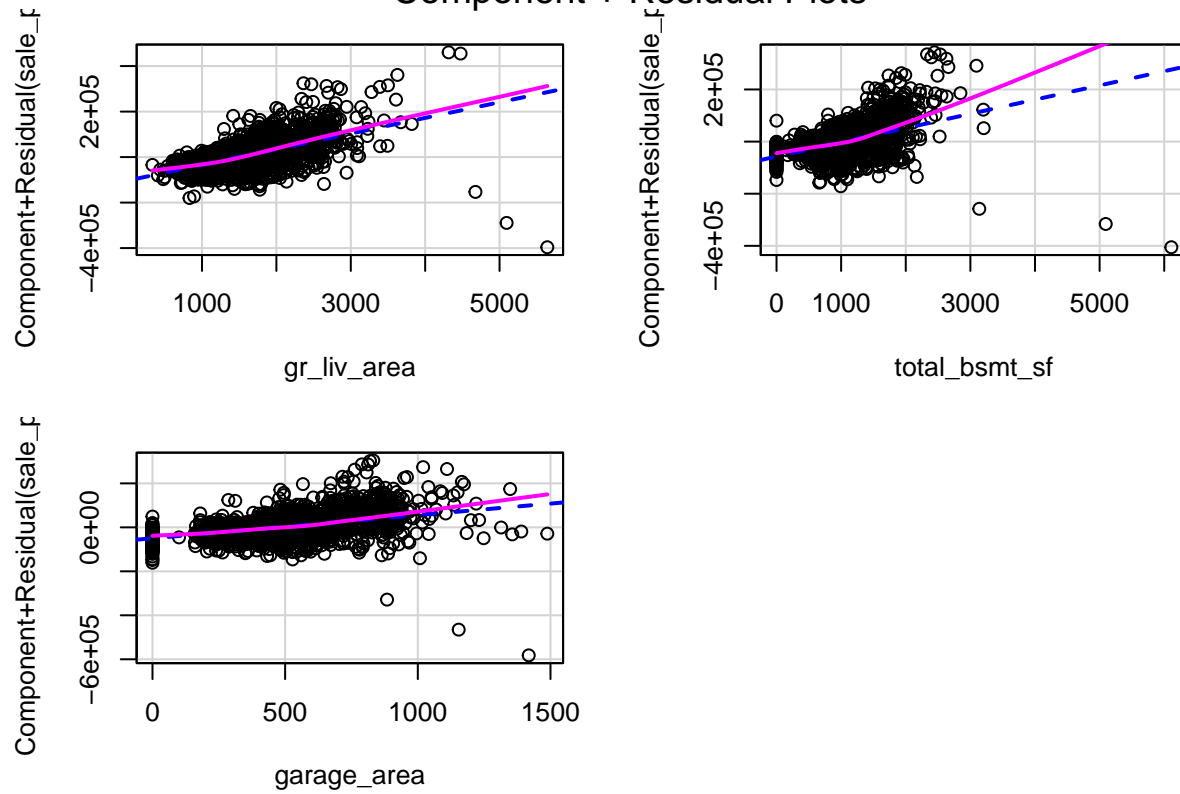 Component + Residual Plots
Component+Residual(sale_p
−4e+05
2e+05
1000
3000
5000
gr_liv_area
Component+Residual(sale_p
−4e+05
2e+05
0
1000
3000
5000
total_bsmt_sf
Component+Residual(sale_p
−6e+05
0e+00
0
500
1000
1500
garage_area